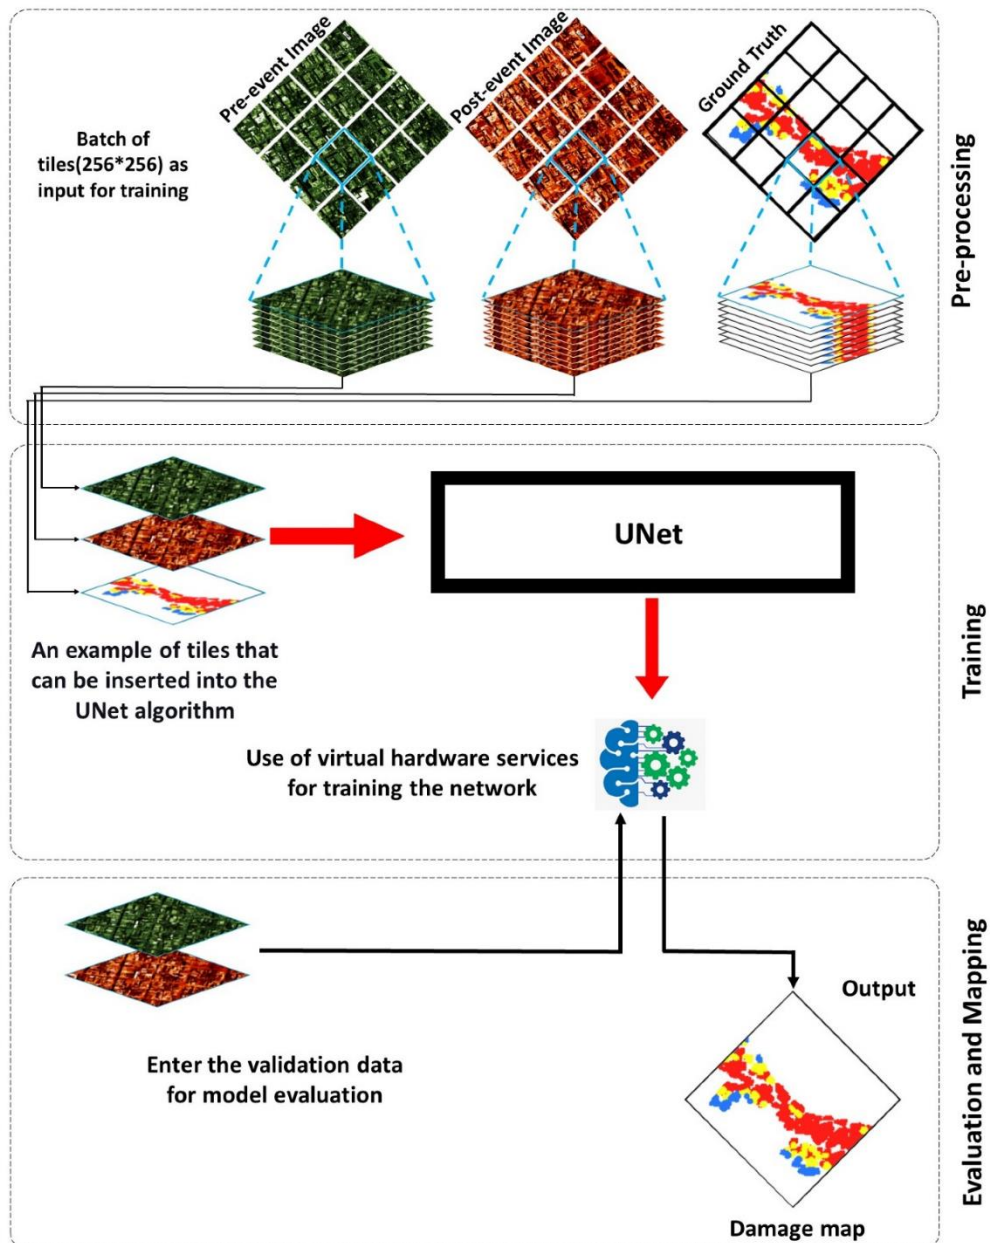 Pre-event Image
Post-event Image
Ground Truth
Batch of
tiles(256*256) as
input for training
Pre-processing
UNet
An example of tiles that
can be inserted into the
UNet algorithm
Use of virtual hardware services
for training the network
Training
Output
Enter the validation data
for model evaluation
Damage map
Evaluation and Mapping